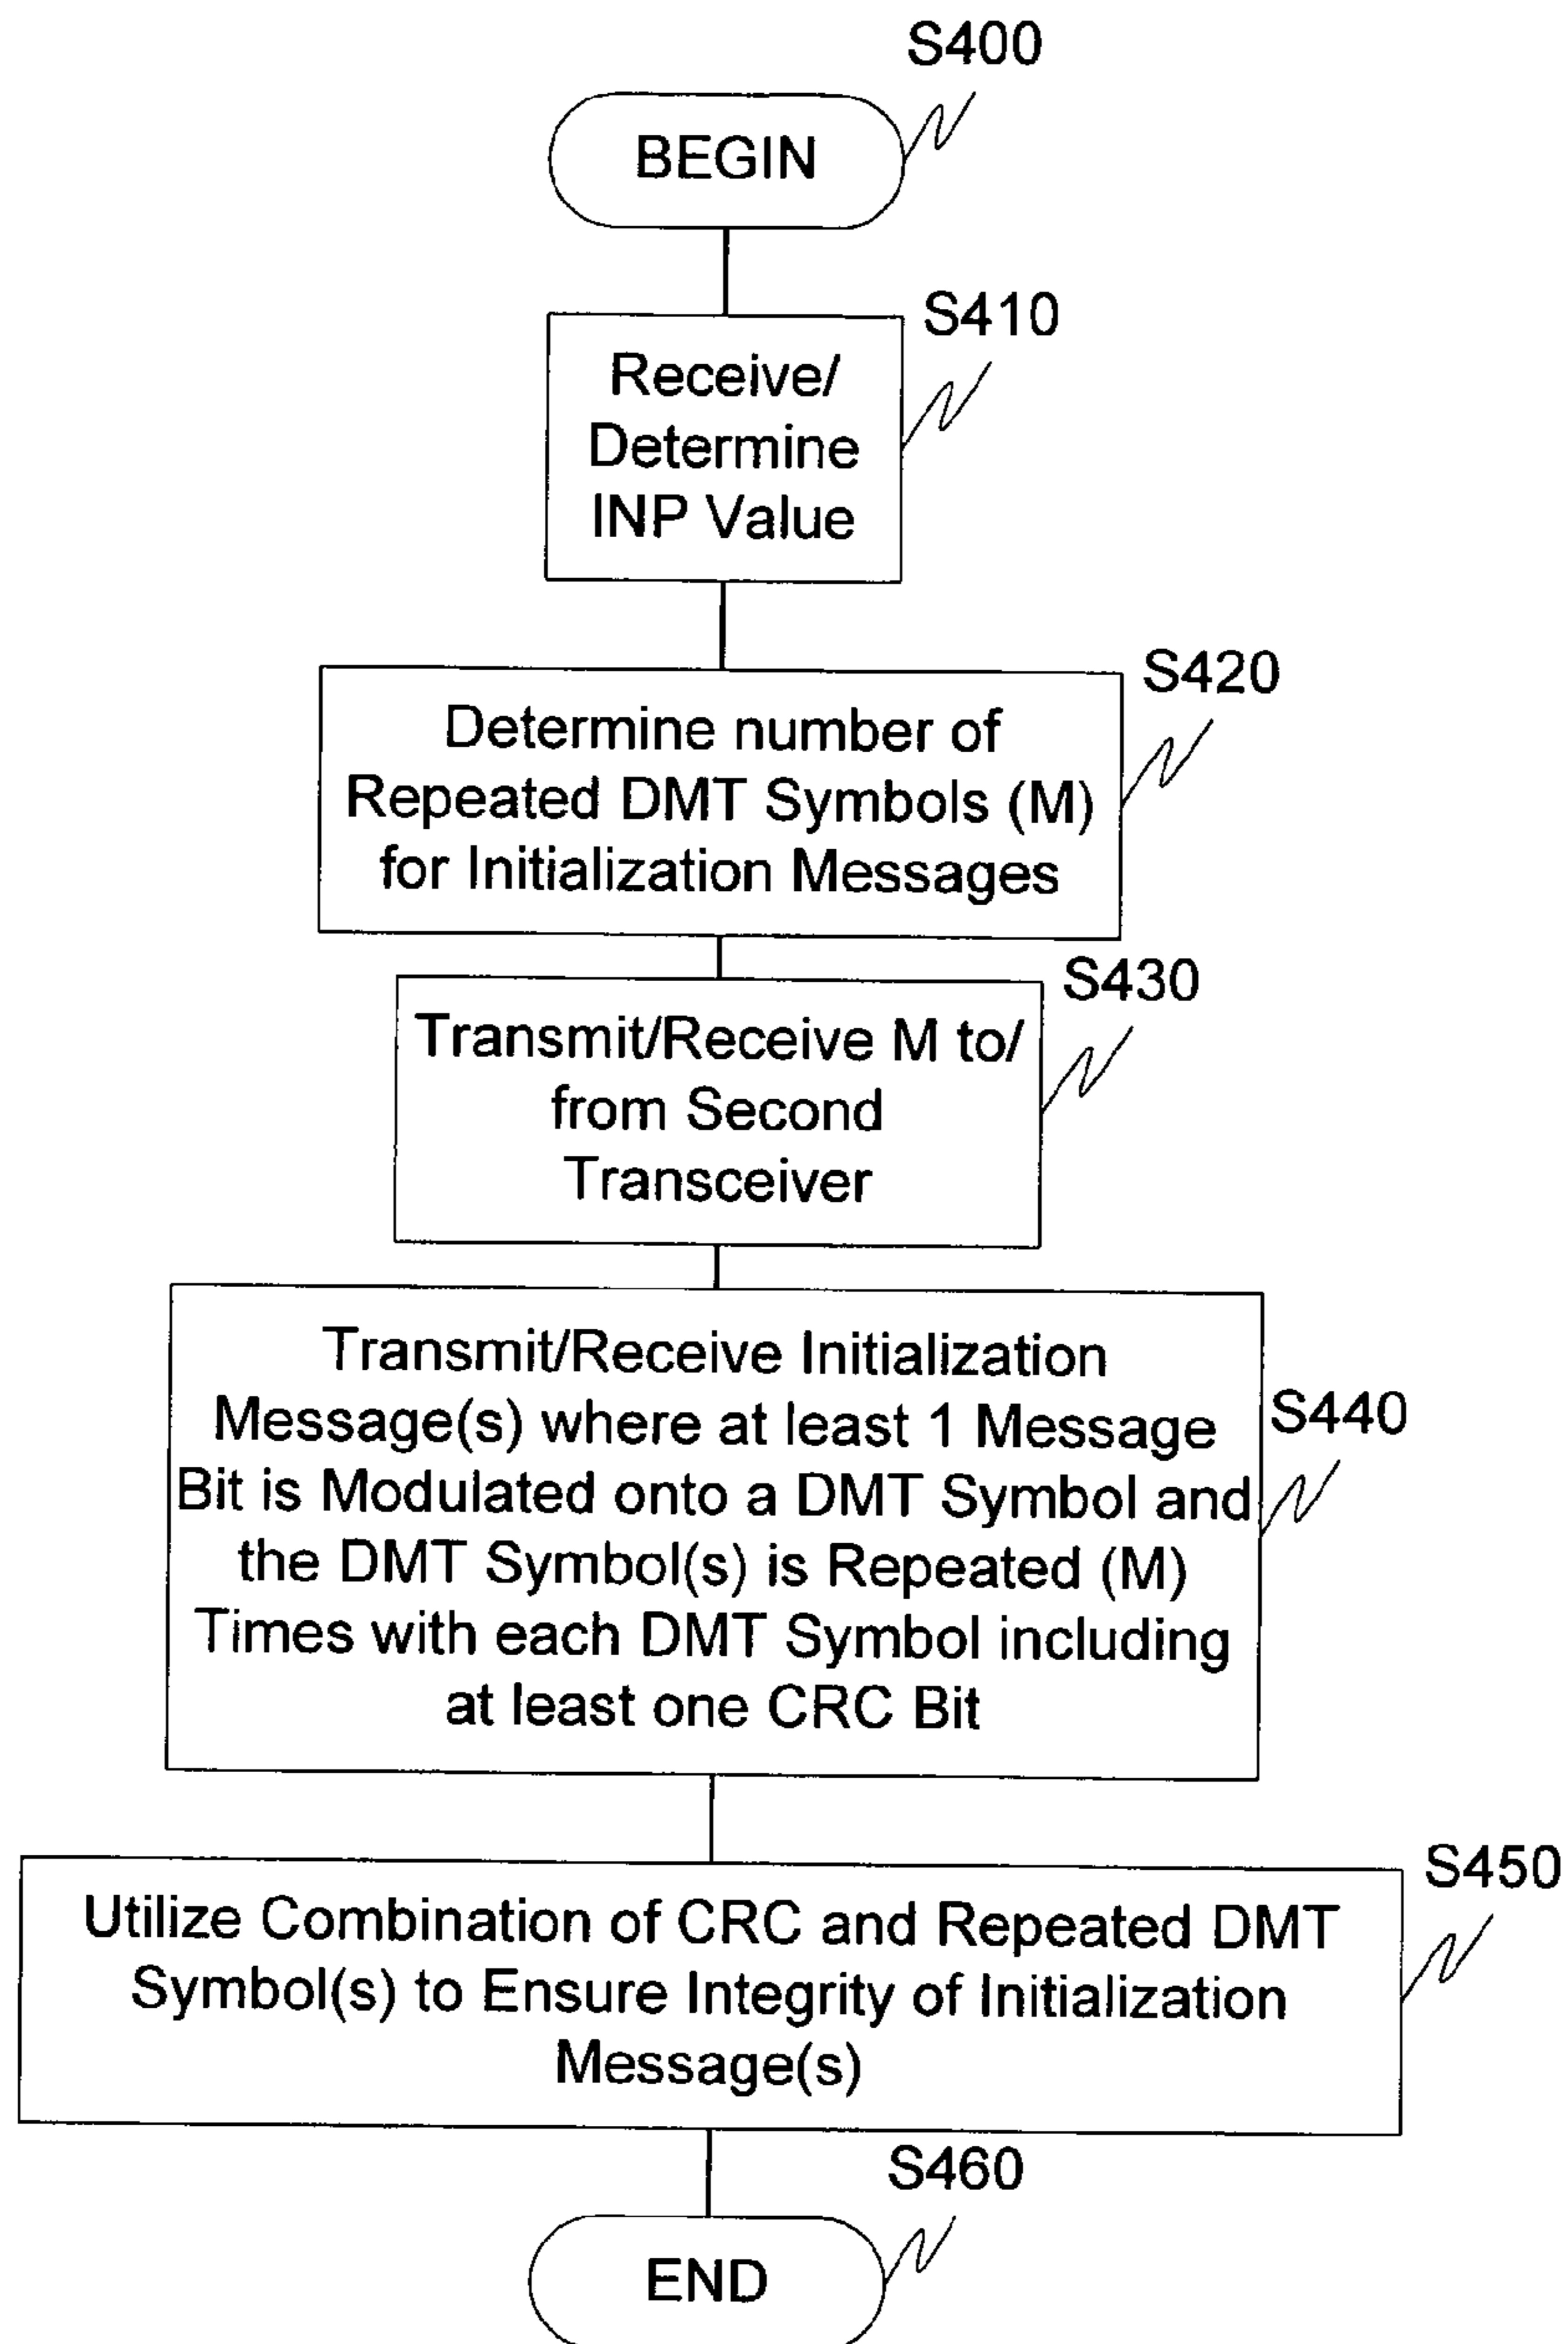 S400
BEGIN
S410
Receive/
Determine
INP Value
S420
Determine number of
Repeated DMT Symbols (M)
for Initialization Messages
S430
Transmit/Receive M to/
from Second
Transceiver
Transmit/Receive Initialization
Message(s) where at least 1 Message
S440
Bit is Modulated onto a DMT Symbol and
the DMT Symbol(s) is Repeated (M)
Times with each DMT Symbol including
at least one CRC Bit
S450
Utilize Combination of CRC and Repeated DMT
Symbol(s) to Ensure Integrity of Initialization
Message(s)
S460
END